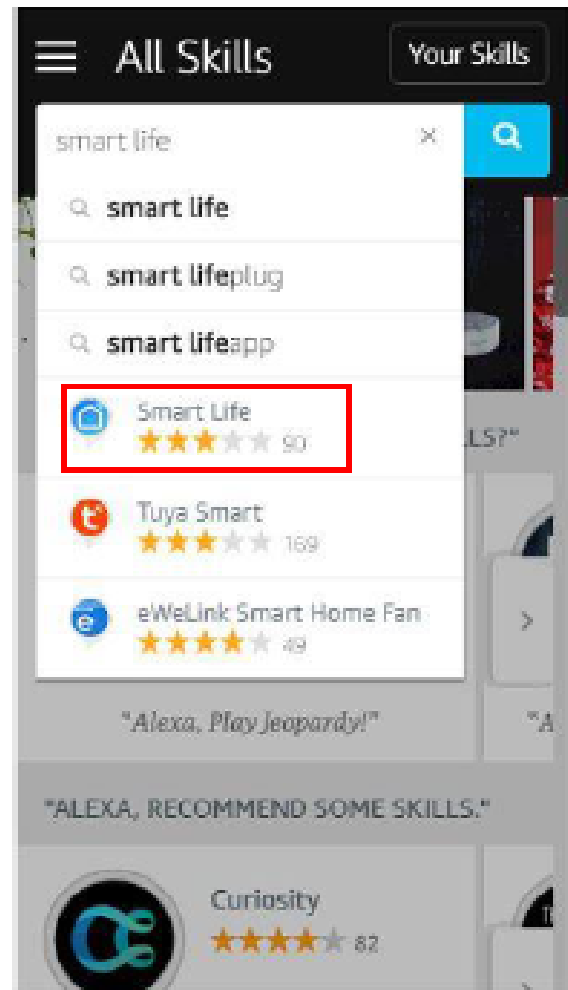 All Skills
Your Skills
smart life
smart life
smart lifeplug
smart lifeapp
Smart Life
90
LLS?"
Tuya Smart
169
eWeLink Smart Home Fan
49
"Alexa, Play Jeopardy!"
"A
"ALEXA, RECOMMEND SOME SKILLS."
Curiosity
82